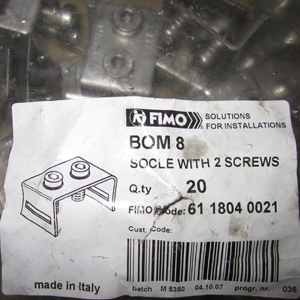 FIMO SOLUTIONS
FOR INSTALLATIONS
BOM 8
SOCLE WITH 2 SCREWS
Q.ty 20
FIMO code: 61 1804 0021
Cust. Code:
made in Italy
batch M 5350 04.10.07 progr. nr. 036